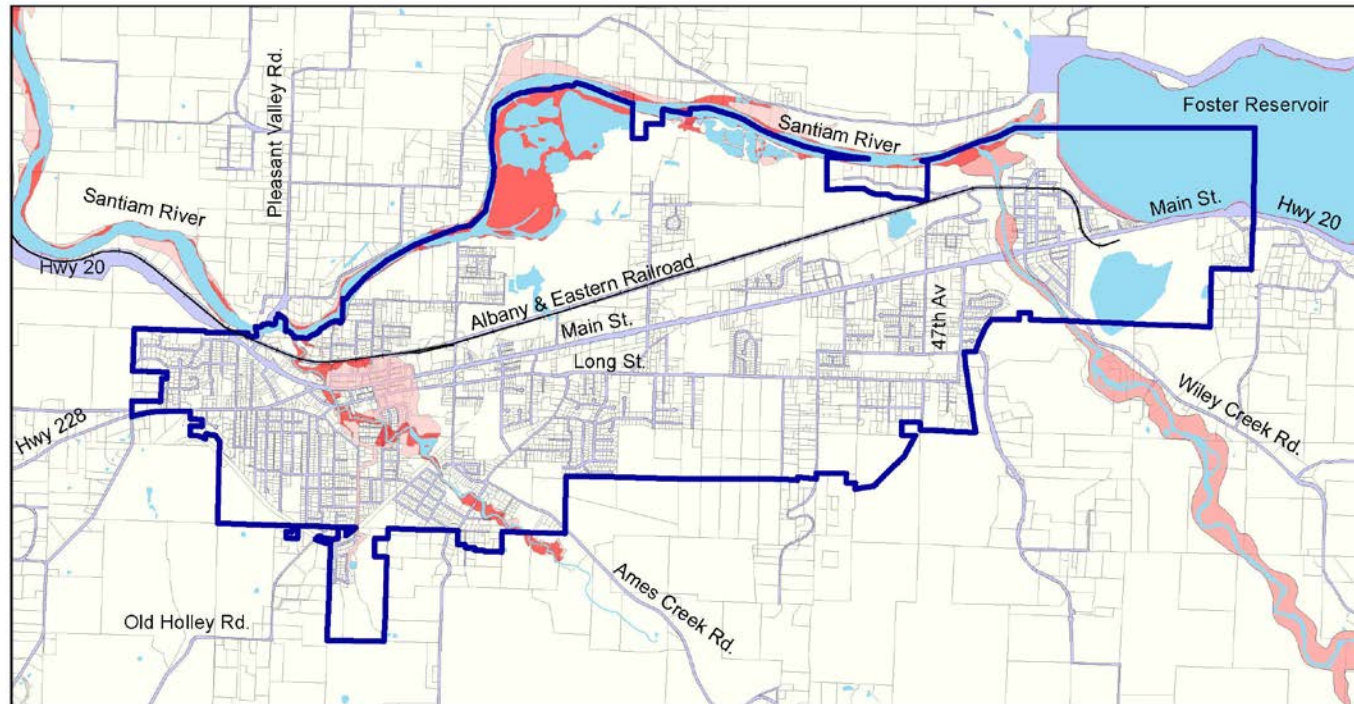 Pleasant Valley Rd.
Foster Reservoir
Santiam River
Santiam River
Main St.
Hwy 20
Hwy 20
Albany & Eastern Railroad
Main St.
47th Av
Long St.
Wiley Creek Rd.
Hwy 228
Ames Creek Rd.
Old Holley Rd.